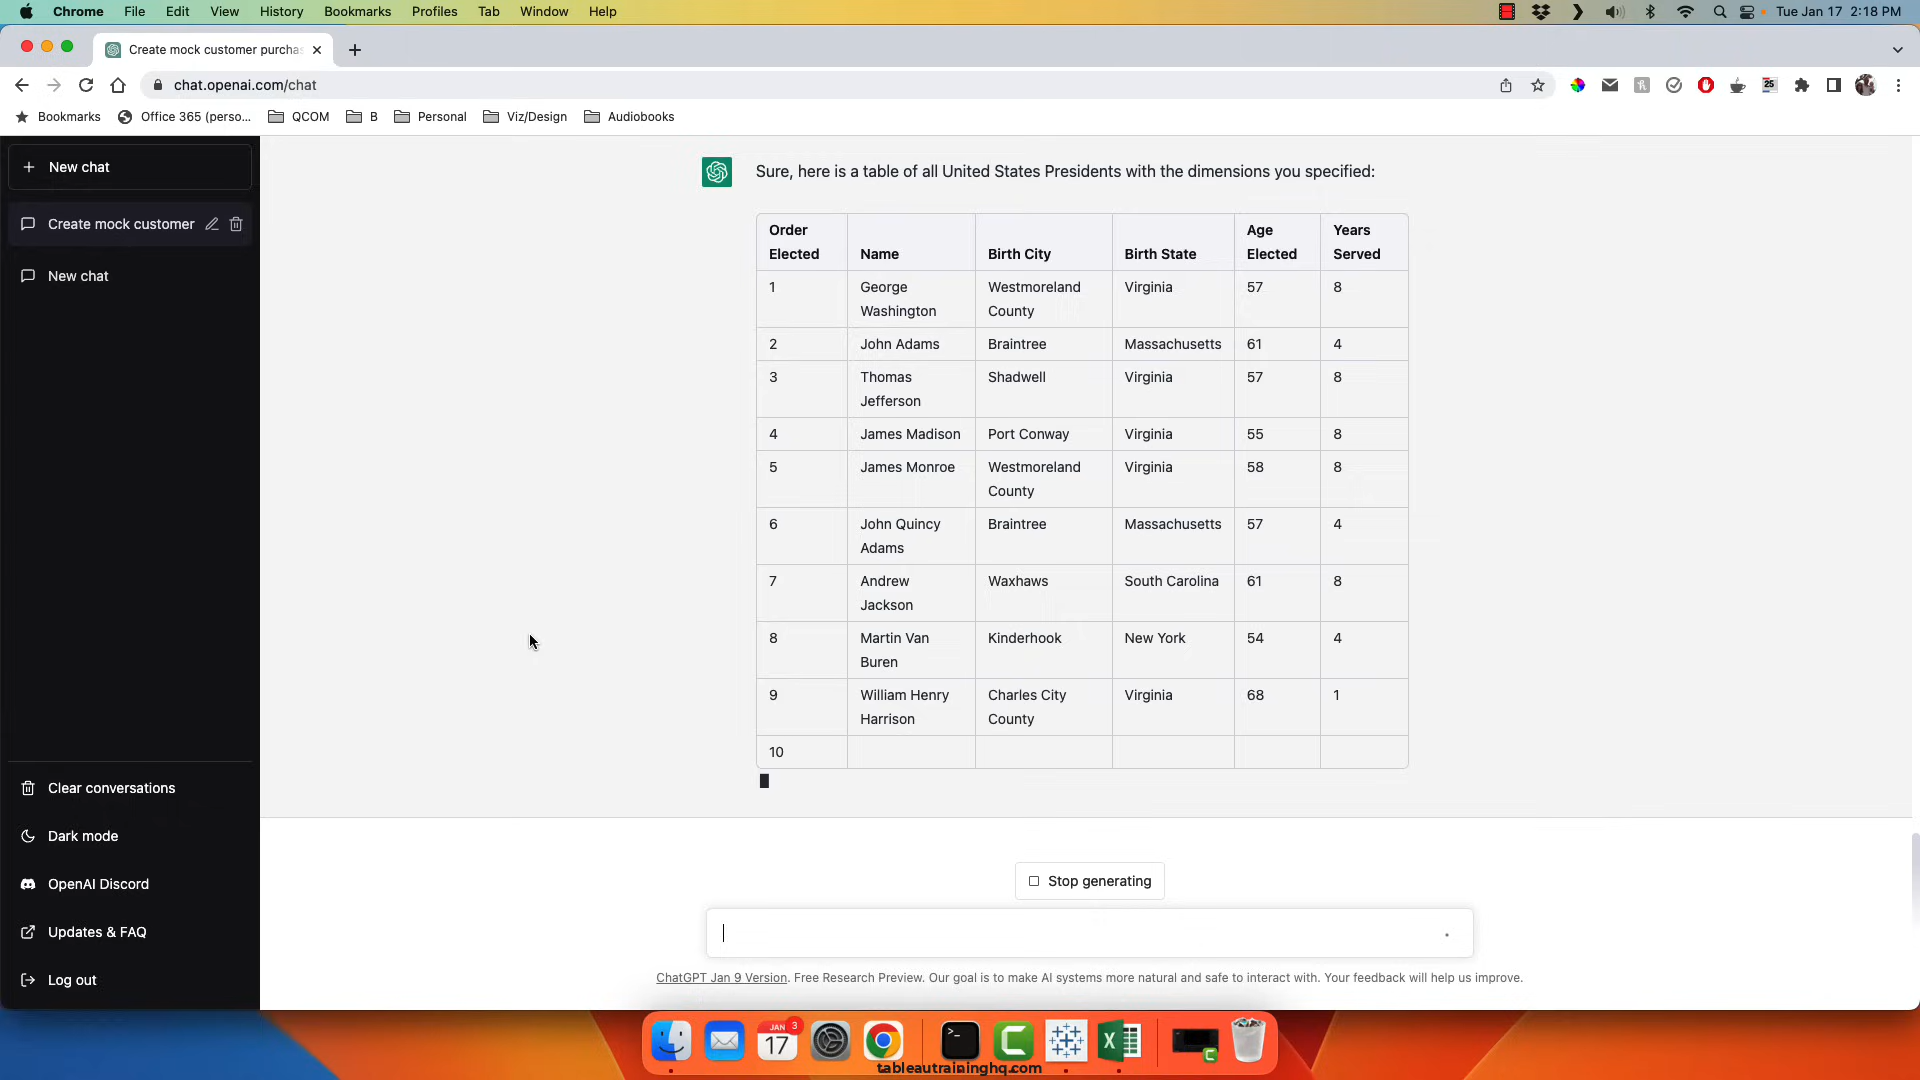 Chrome File Edit View History Bookmarks Profiles Tab Window Help Tue Jan 17 2:18 PM
Create mock customer purcha
chat.openai.com/chat
25
Bookmarks Office 365 (perso... QCOM B Personal Viz/Design Audiobooks
New chat
Create mock customer
New chat
Clear conversations
Dark mode
OpenAI Discord
Updates & FAQ
Log out
Sure, here is a table of all United States Presidents with the dimensions you specified:
Order Elected Name Birth City Birth State Age Elected Years Served
1 George Washington Westmoreland County Virginia 57 8
2 John Adams Braintree Massachusetts 61 4
3 Thomas Jefferson Shadwell Virginia 57 8
4 James Madison Port Conway Virginia 55 8
5 James Monroe Westmoreland County Virginia 58 8
6 John Quincy Adams Braintree Massachusetts 57 4
7 Andrew Jackson Waxhaws South Carolina 61 8
8 Martin Van Buren Kinderhook New York 54 4
9 William Henry Harrison Charles City County Virginia 68 1
10
Stop generating
ChatGPT Jan 9 Version. Free Research Preview. Our goal is to make AI systems more natural and safe to interact with. Your feedback will help us improve.
JAN 3
17
tableautraininghq.com